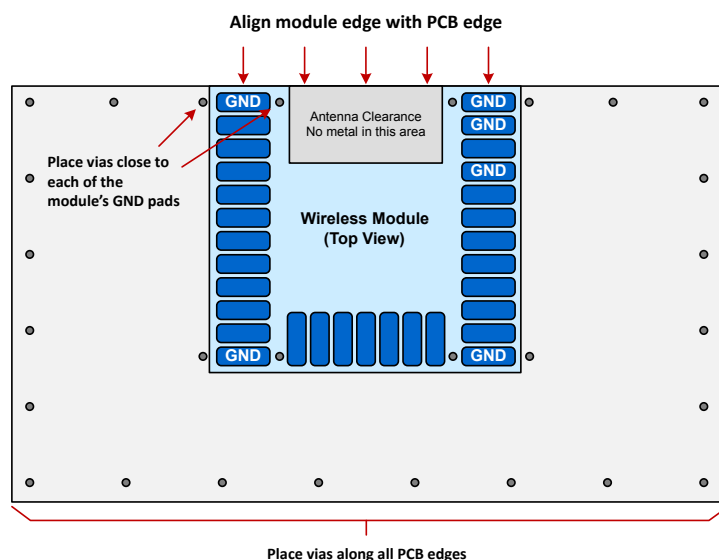 Align module edge with PCB edge
GND
GND
Antenna Clearance
No metal in this area
GND
Place vias close to
each of the
module's GND pads
GND
Wireless Module
(Top View)
GND
GND
Place vias along all PCB edges